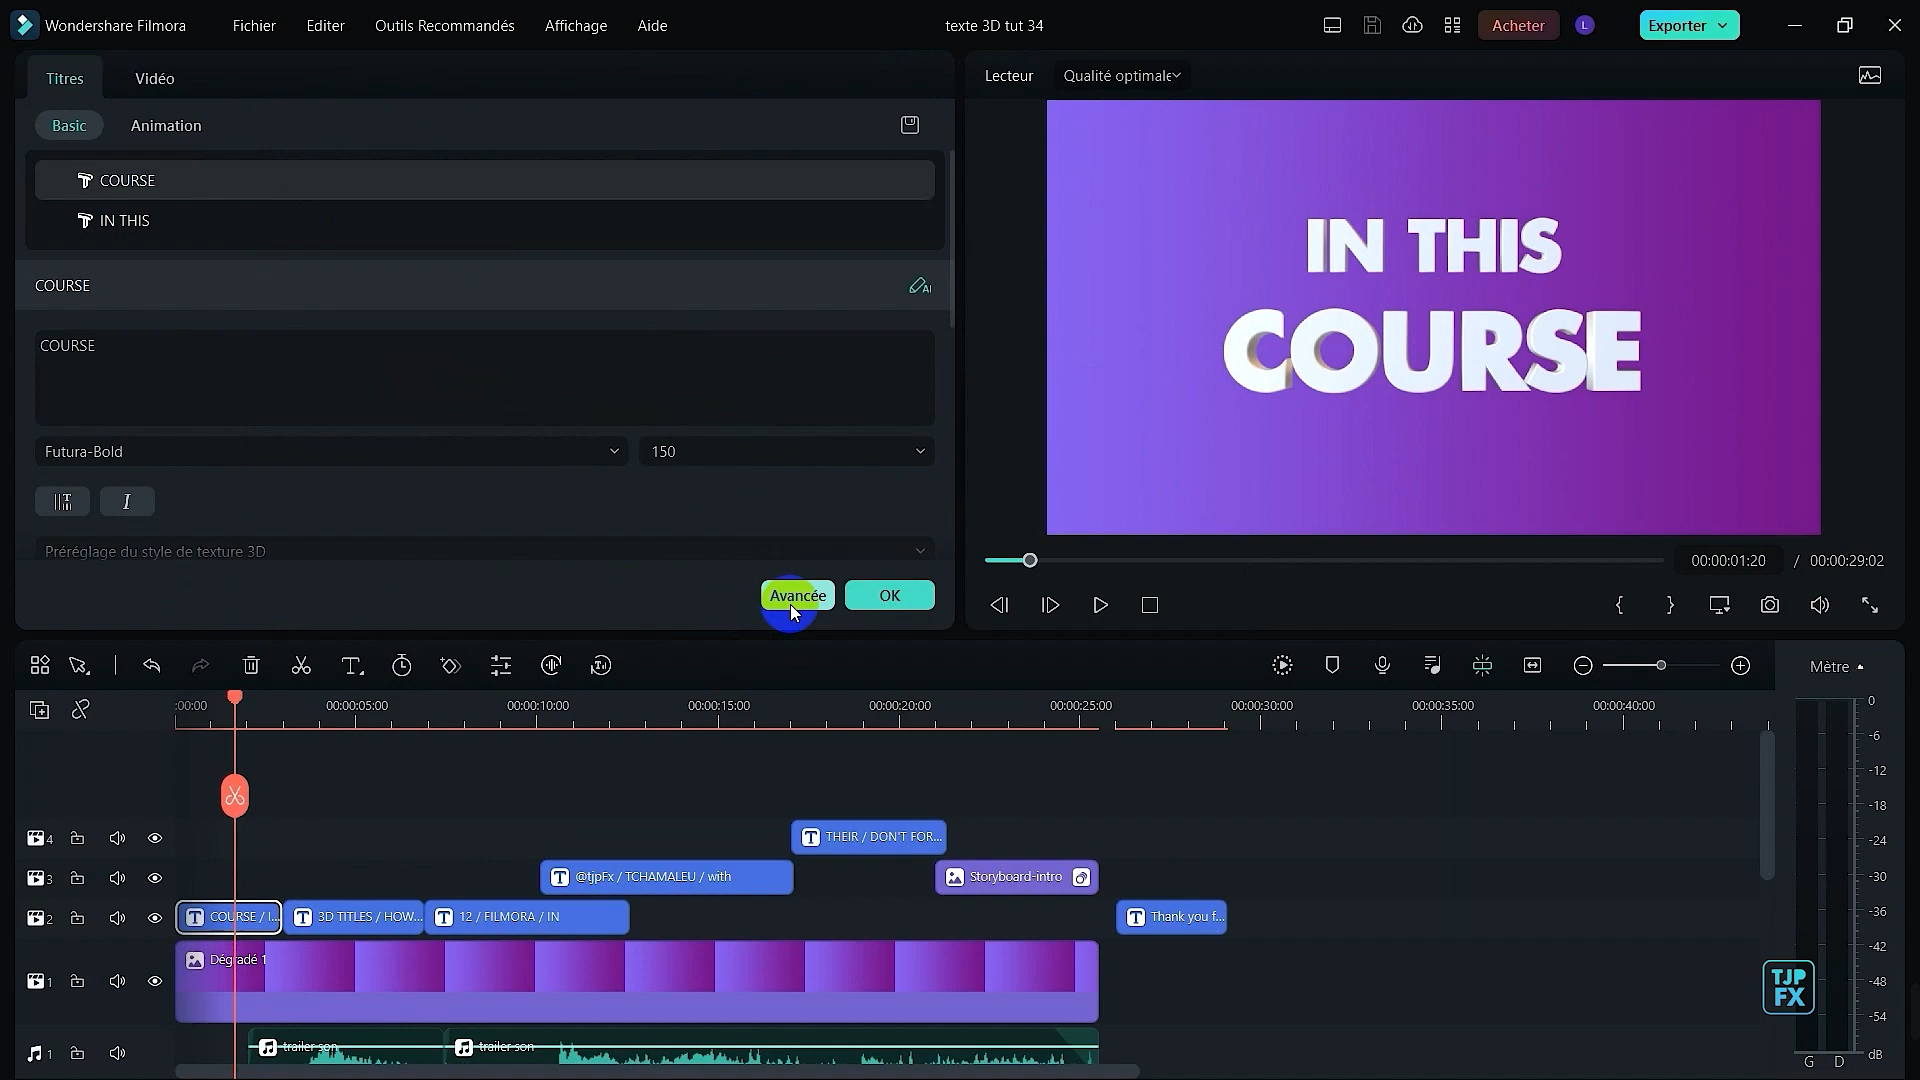 Wondershare Filmora
Fichier
Editer
Outils Recommandés
Affichage
Aide
texte 3D tut 34
Acheter
L
Exporter
Titres
Vidéo
Lecteur
Qualité optimale
Basic
Animation
COURSE
IN THIS
COURSE
AI
COURSE
Futura-Bold
150
I
Préréglage du style de texture 3D
Avancée
OK
IN THIS
COURSE
00:00:01:20 / 00:00:29:02
Mètre
:00:00
00:00:05:00
00:00:10:00
00:00:15:00
00:00:20:00
00:00:25:00
00:00:30:00
00:00:35:00
00:00:40:00
4
THEIR / DON'T FOR...
3
@tjpFx / TCHAMALEU / with
Storyboard-intro
2
COURSE / I...
3D TITLES / HOW...
12 / FILMORA / IN
Thank you f...
1
Dégradé 1
1
trailer son
trailer son
0
-6
-12
-18
-24
-30
-36
-42
-48
-54
dB
G D
TJP
FX